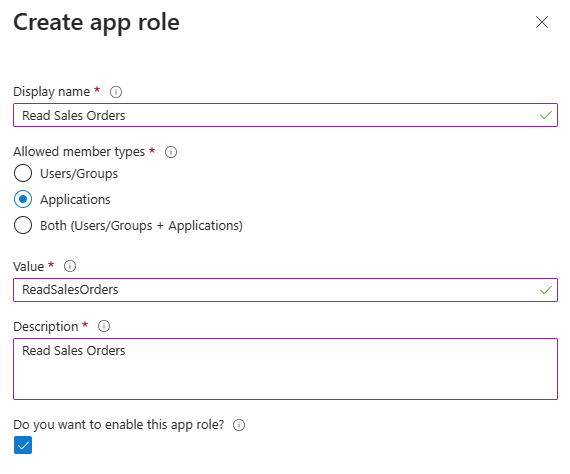 Create app role
Display name *
Read Sales Orders
Allowed member types *
Users/Groups
Applications
Both (Users/Groups + Applications)
Value *
ReadSalesOrders
Description *
Read Sales Orders
Do you want to enable this app role?